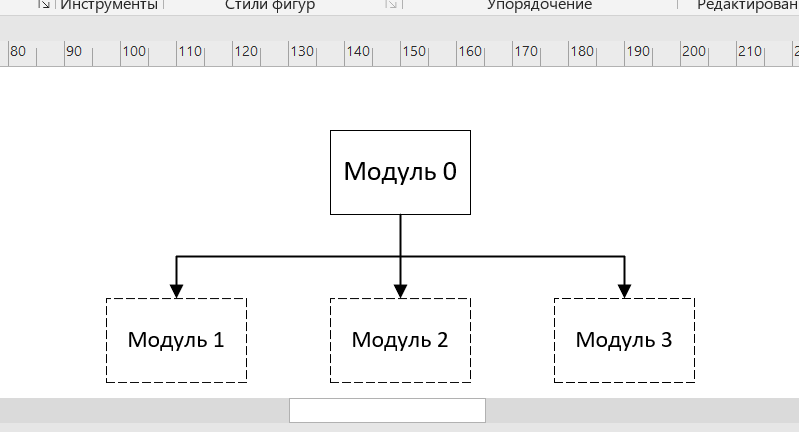 Инструменты Стили фигур Упорядочение Редактирован
80 90 100 110 120 130 140 150 160 170 180 190 200 210 2
Модуль 0
Модуль 1 Модуль 2 Модуль 3